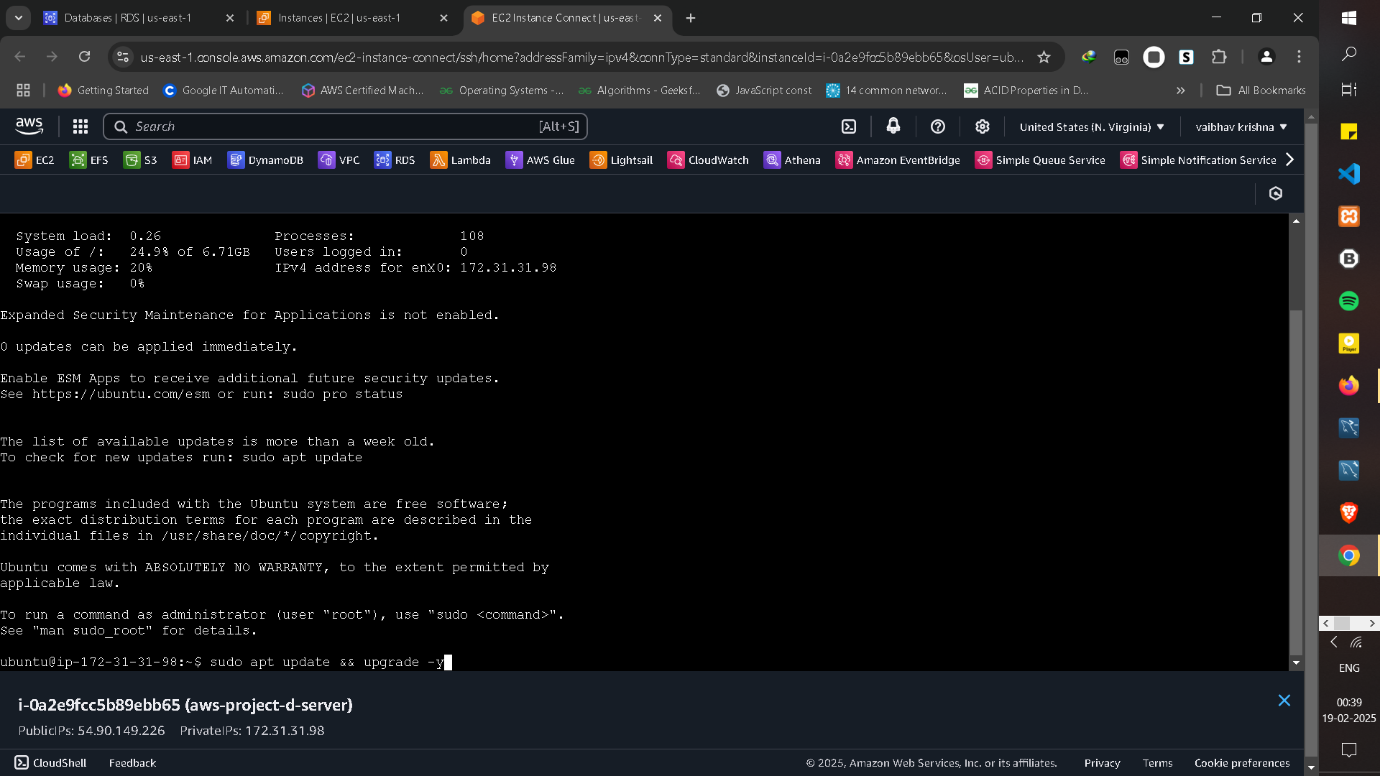 Databases | RDS | us-east-1
Instances | EC2 | us-east-1
EC2 Instance Connect | us-east-
us-east-1.console.aws.amazon.com/ec2-instance-connect/ssh/home?addressFamily=ipv4&connType=standard&instanceId=i-0a2e9fcc5b89ebb65&osUser=ub...
Getting Started Google IT Automati... AWS Certified Mach... Operating Systems -... Algorithms - Geeksf... JavaScript const 14 common networ... ACID Properties in D... » All Bookmarks
aws Search [Alt+S] United States (N. Virginia) vaibhav krishna
EC2 EFS S3 IAM DynamoDB VPC RDS Lambda AWS Glue Lightsail CloudWatch Athena Amazon EventBridge Simple Queue Service Simple Notification Service
System load: 0.26 Processes: 108
Usage of /: 24.9% of 6.71GB Users logged in: 0
Memory usage: 20% IPv4 address for enX0: 172.31.31.98
Swap usage: 0%
Expanded Security Maintenance for Applications is not enabled.
0 updates can be applied immediately.
Enable ESM Apps to receive additional future security updates.
See https://ubuntu.com/esm or run: sudo pro status
The list of available updates is more than a week old.
To check for new updates run: sudo apt update
The programs included with the Ubuntu system are free software;
the exact distribution terms for each program are described in the
individual files in /usr/share/doc/*/copyright.
Ubuntu comes with ABSOLUTELY NO WARRANTY, to the extent permitted by
applicable law.
To run a command as administrator (user "root"), use "sudo <command>".
See "man sudo_root" for details.
ubuntu@ip-172-31-31-98:~$ sudo apt update && upgrade -y
i-0a2e9fcc5b89ebb65 (aws-project-d-server)
PublicIPs: 54.90.149.226 PrivateIPs: 172.31.31.98
CloudShell Feedback © 2025, Amazon Web Services, Inc. or its affiliates. Privacy Terms Cookie preferences
ENG
00:39
19-02-2025